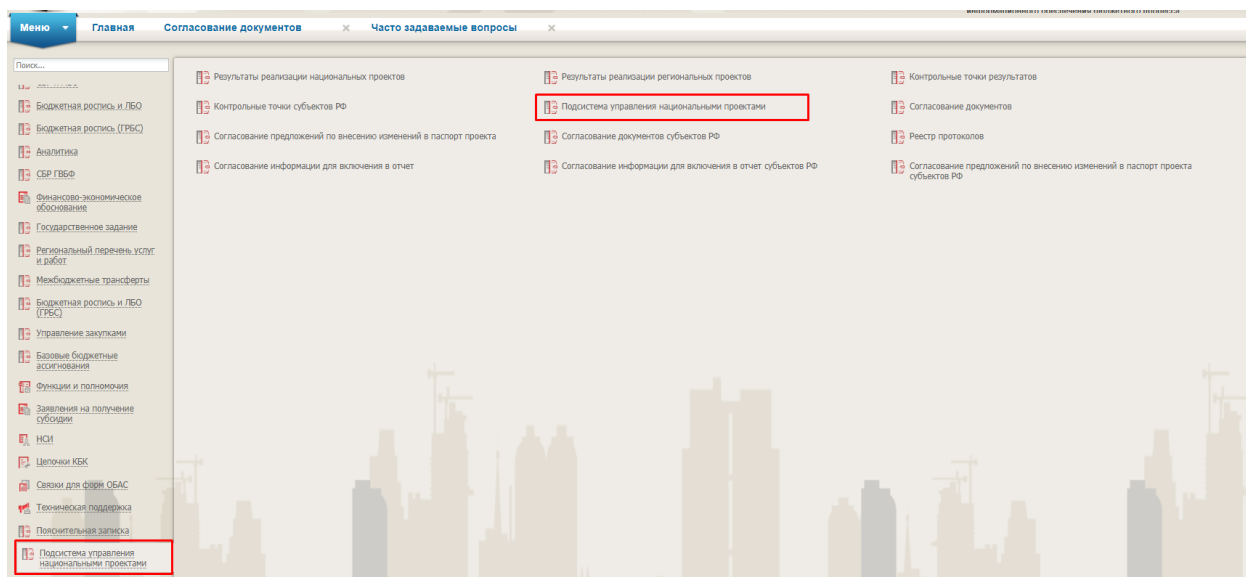 информационного обеспечения бюджетного процесса
Меню Главная Согласование документов Часто задаваемые вопросы
Поиск...
Бюджетная роспись и ЛБО
Бюджетная роспись (ГРБС)
Аналитика
СБР ГВБФ
Финансово-экономическое
обоснование
Государственное задание
Региональный перечень услуг
и работ
Межбюджетные трансферты
Бюджетная роспись и ЛБО
(ГРБС)
Управление закупками
Базовые бюджетные
ассигнования
Функции и полномочия
Заявления на получение
субсидии
НСИ
Цепочки КБК
Связки для форм ОБАС
Техническая поддержка
Пояснительная записка
Подсистема управления
национальными проектами
Результаты реализации национальных проектов
Результаты реализации региональных проектов
Контрольные точки результатов
Контрольные точки субъектов РФ
Подсистема управления национальными проектами
Согласование документов
Согласование предложений по внесению изменений в паспорт проекта
Согласование документов субъектов РФ
Реестр протоколов
Согласование информации для включения в отчет
Согласование информации для включения в отчет субъектов РФ
Согласование предложений по внесению изменений в паспорт проекта
субъектов РФ